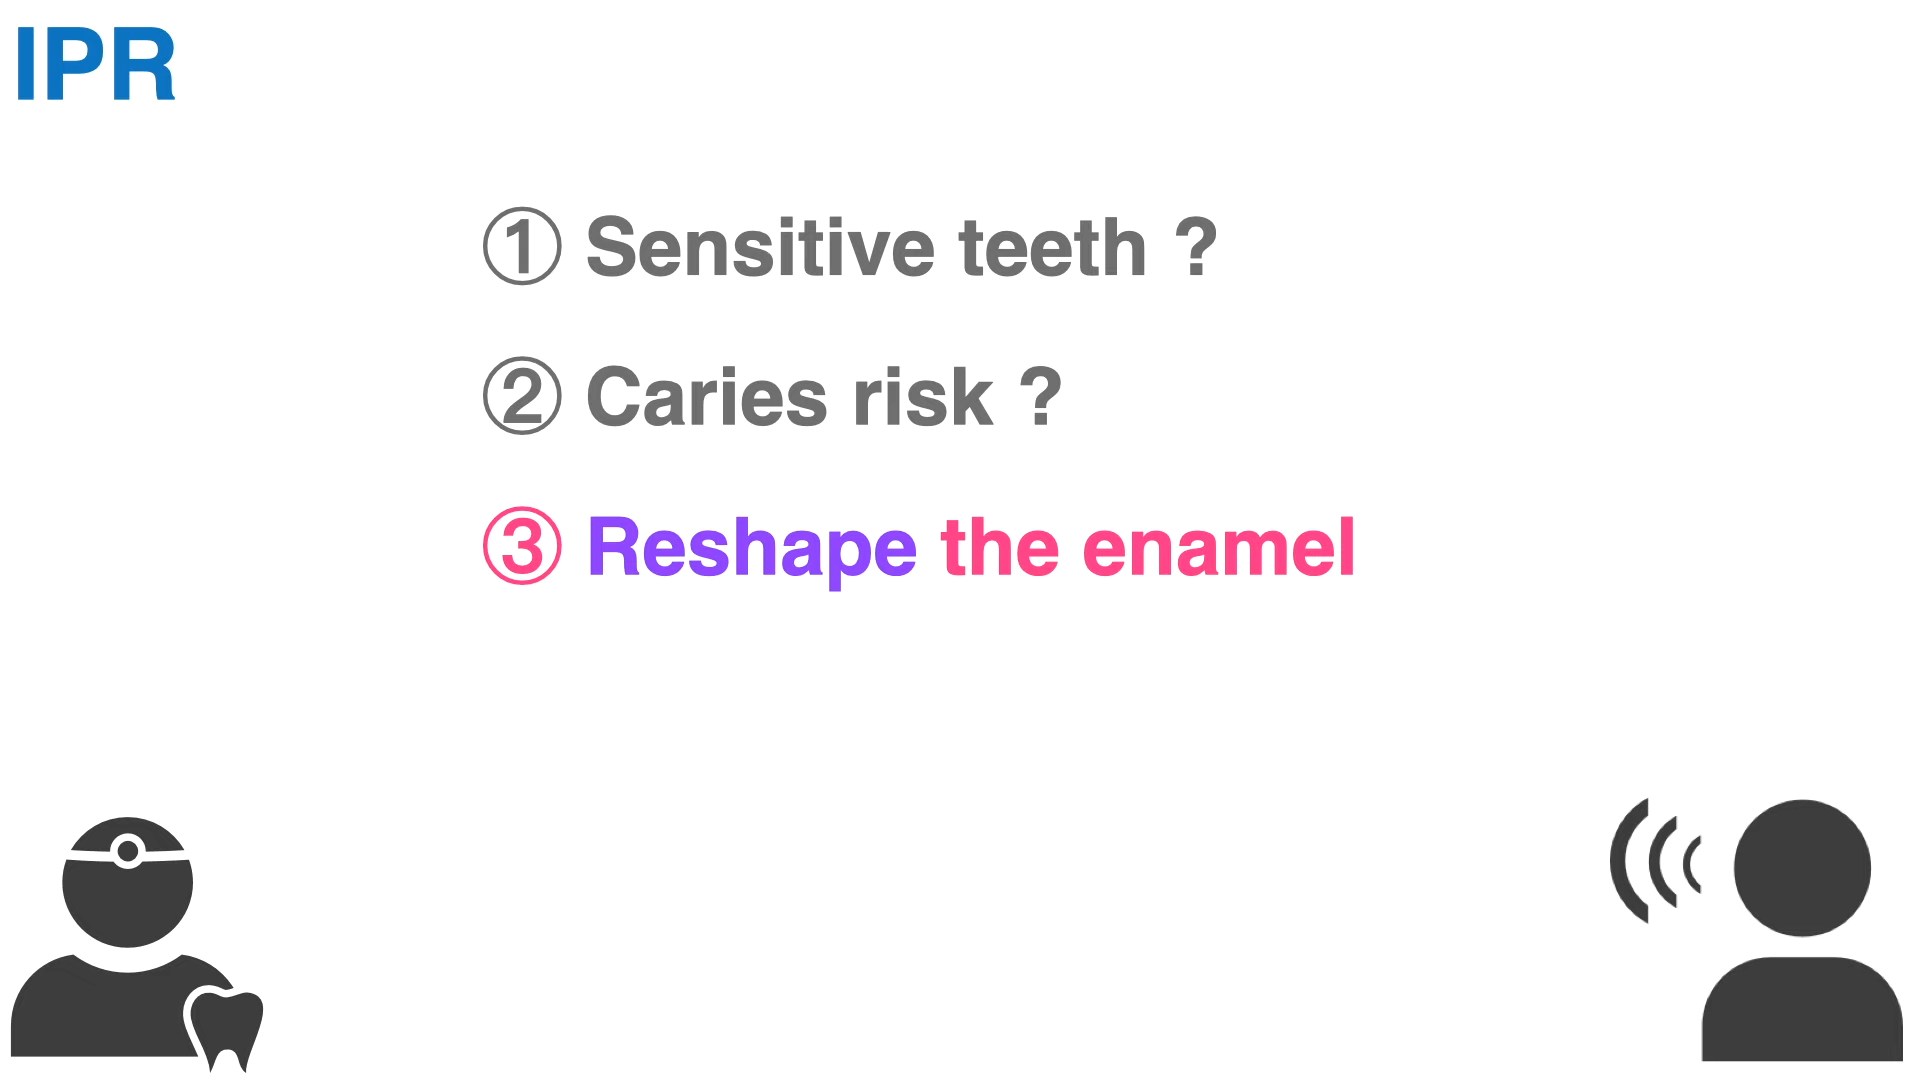 IPR
① Sensitive teeth ?
② Caries risk ?
③ Reshape the enamel